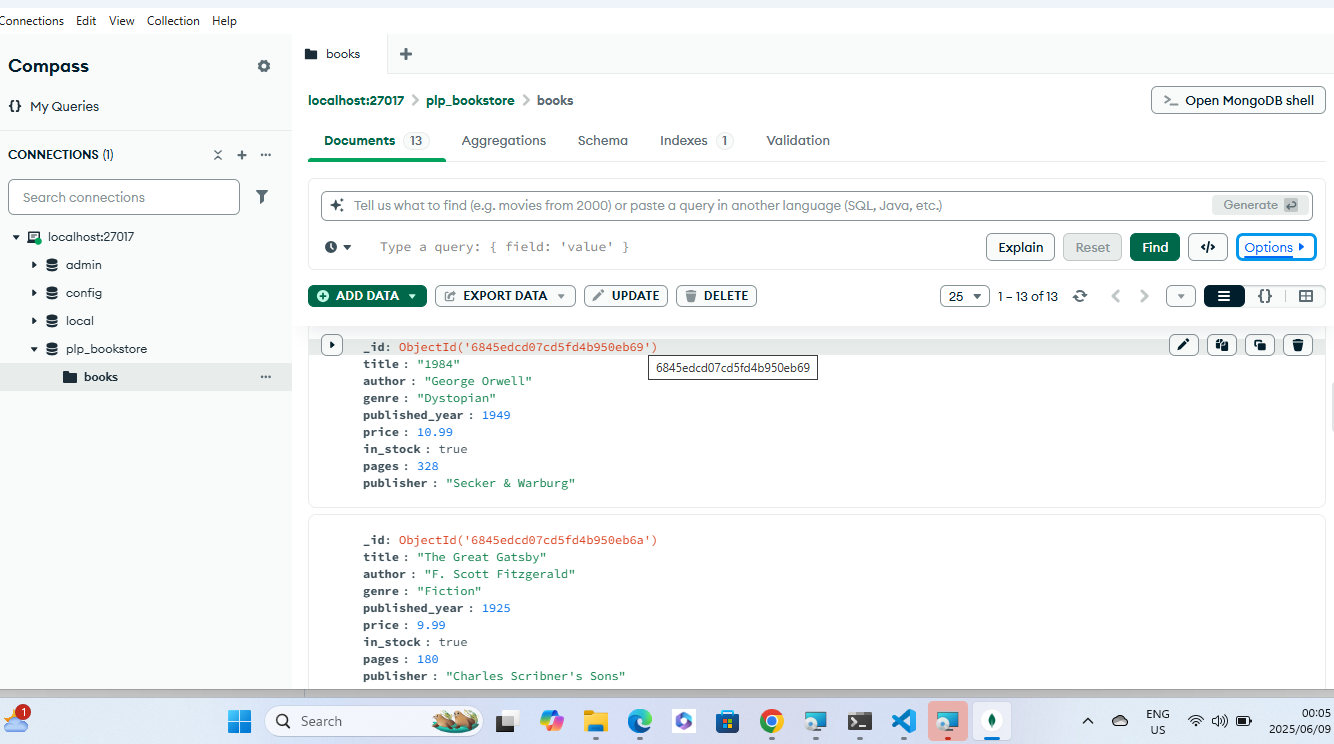 Connections Edit View Collection Help
Compass
{} My Queries
CONNECTIONS (1)
Search connections
localhost:27017
admin
config
local
plp_bookstore
books
books
localhost:27017 > plp_bookstore > books
>_ Open MongoDB shell
Documents 13 Aggregations Schema Indexes 1 Validation
Tell us what to find (e.g. movies from 2000) or paste a query in another language (SQL, Java, etc.) Generate
Type a query: { field: 'value' } Explain Reset Find </> Options
ADD DATA EXPORT DATA UPDATE DELETE 25 1 – 13 of 13 {}
_id: ObjectId('6845edcd07cd5fd4b950eb69')
6845edcd07cd5fd4b950eb69
title : "1984"
author : "George Orwell"
genre : "Dystopian"
published_year : 1949
price : 10.99
in_stock : true
pages : 328
publisher : "Secker & Warburg"
_id: ObjectId('6845edcd07cd5fd4b950eb6a')
title : "The Great Gatsby"
author : "F. Scott Fitzgerald"
genre : "Fiction"
published_year : 1925
price : 9.99
in_stock : true
pages : 180
publisher : "Charles Scribner's Sons"
1
Search
ENG
US
00:05
2025/06/09